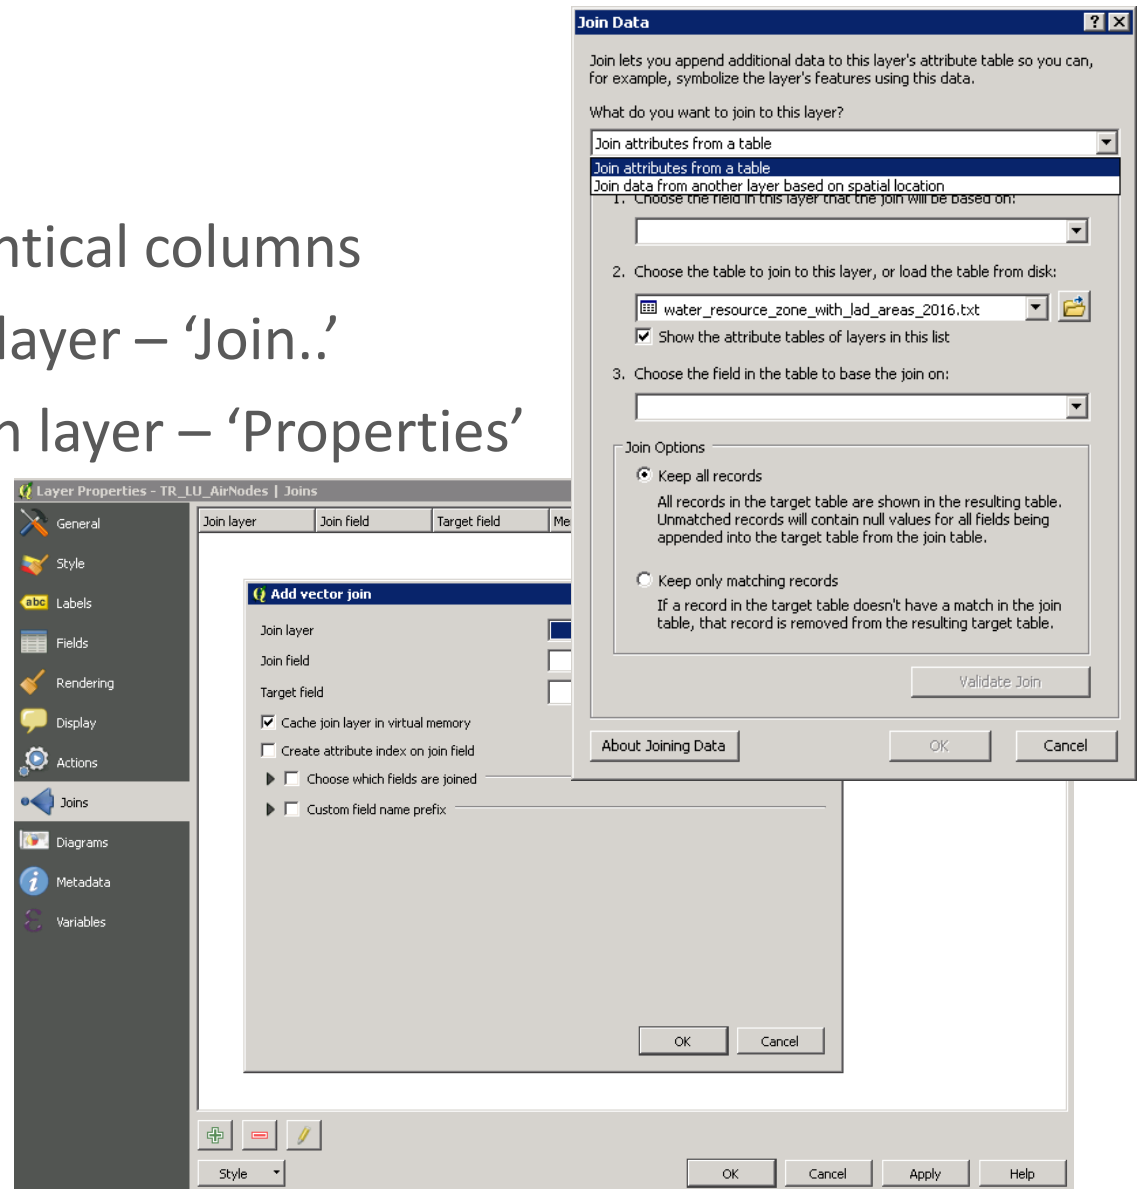 ntical columns
layer – ‘Join..’
n layer – ‘Properties’
Join Data
Join lets you append additional data to this layer's attribute table so you can,
for example, symbolize the layer's features using this data.
What do you want to join to this layer?
Join attributes from a table
Join attributes from a table
Join data from another layer based on spatial location
1. Choose the field in this layer that the join will be based on:
2. Choose the table to join to this layer, or load the table from disk:
water_resource_zone_with_lad_areas_2016.txt
Show the attribute tables of layers in this list
3. Choose the field in the table to base the join on:
Join Options
Keep all records
All records in the target table are shown in the resulting table.
Unmatched records will contain null values for all fields being
appended into the target table from the join table.
Keep only matching records
If a record in the target table doesn't have a match in the join
table, that record is removed from the resulting target table.
Validate Join
About Joining Data
OK
Cancel
Layer Properties - TR_LU_AirNodes | Joins
General
Style
abc Labels
Fields
Rendering
Display
Actions
Joins
Diagrams
Metadata
Variables
Join layer
Join field
Target field
Me
Add vector join
Join layer
Join field
Target field
Cache join layer in virtual memory
Create attribute index on join field
Choose which fields are joined
Custom field name prefix
OK
Cancel
Style
OK
Cancel
Apply
Help